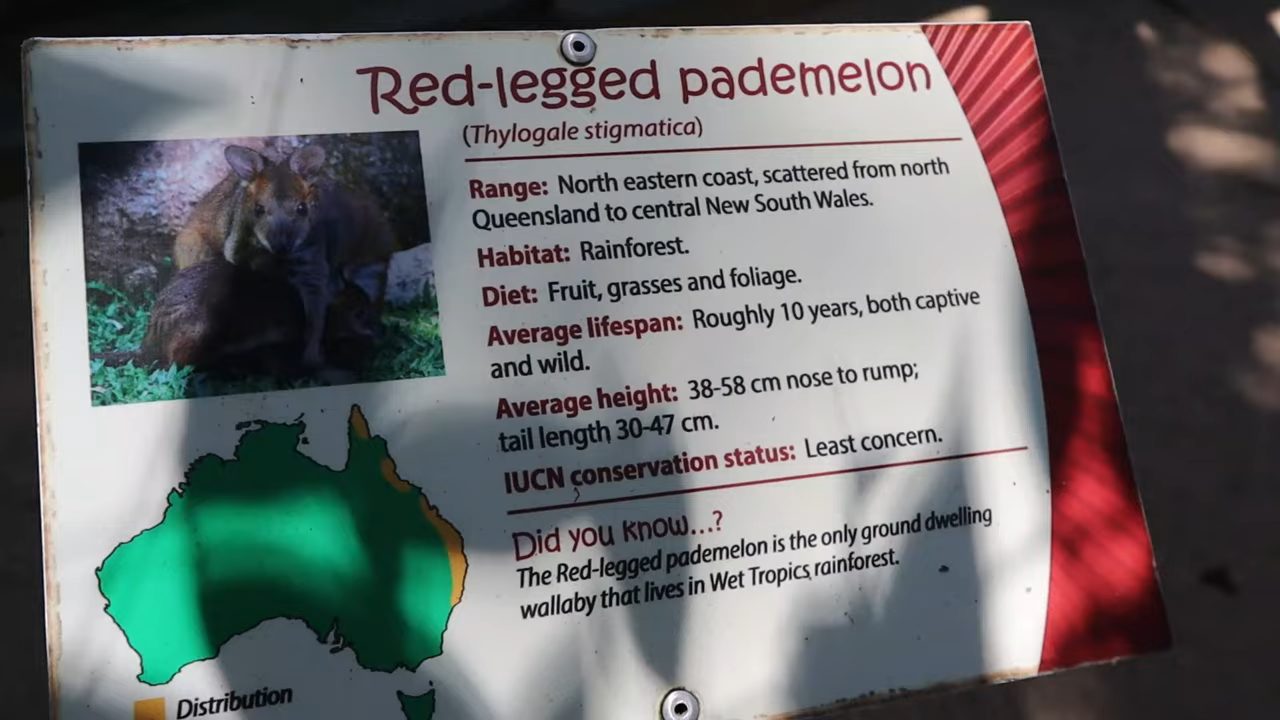 Red-legged pademelon
(Thylogale stigmatica)
Range: North eastern coast, scattered from north
Queensland to central New South Wales.
Habitat: Rainforest.
Diet: Fruit, grasses and foliage.
Average lifespan: Roughly 10 years, both captive
and wild.
Average height: 38-58 cm nose to rump;
tail length 30-47 cm.
IUCN conservation status: Least concern.
Did you know...?
The Red-legged pademelon is the only ground dwelling
wallaby that lives in Wet Tropics rainforest.
Distribution